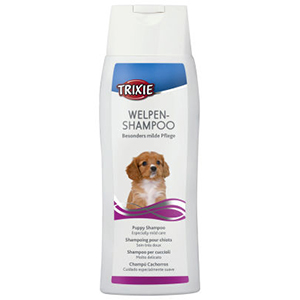 TRIXIE
WELPEN-
SHAMPOO
Besonders milde Pflege
Puppy Shampoo
Especially mild care
Shampooing pour chiots
Soin très doux
Shampoo per cuccioli
Molto delicato
Champú Cachorros
Cuidado especialmente suave